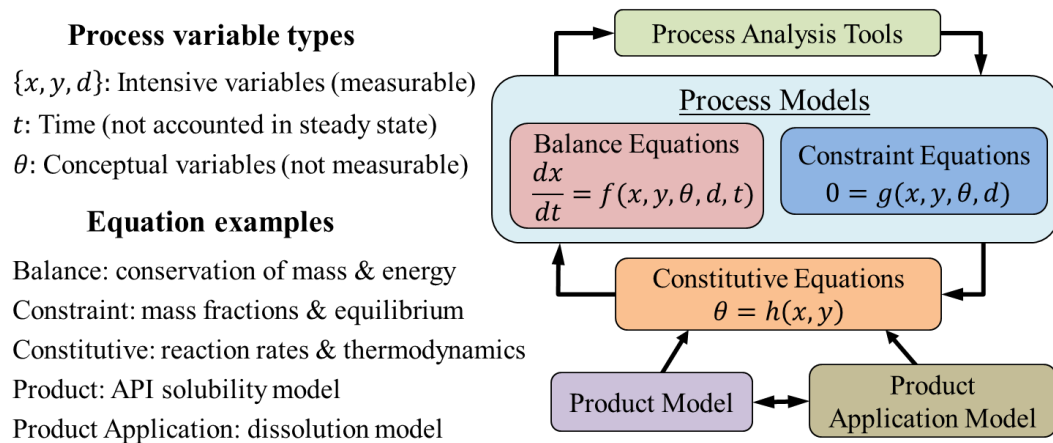 Process variable types
{x, y, d}: Intensive variables (measurable)
t: Time (not accounted in steady state)
θ: Conceptual variables (not measurable)
Equation examples
Balance: conservation of mass & energy
Constraint: mass fractions & equilibrium
Constitutive: reaction rates & thermodynamics
Product: API solubility model
Product Application: dissolution model
Process Analysis Tools
Process Models
Balance Equations
dx/dt = f(x, y, θ, d, t)
Constraint Equations
0 = g(x, y, θ, d)
Constitutive Equations
θ = h(x, y)
Product Model
Product
Application Model